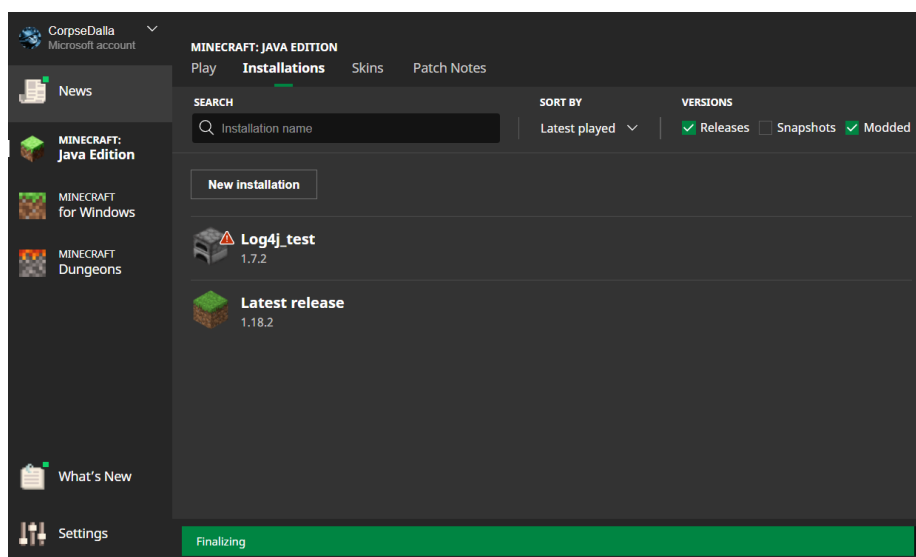 CorpseDalla
Microsoft account
News
MINECRAFT:
Java Edition
MINECRAFT
for Windows
MINECRAFT
Dungeons
What's New
Settings
MINECRAFT: JAVA EDITION
Play Installations Skins Patch Notes
SEARCH SORT BY VERSIONS
Installation name Latest played Releases Snapshots Modded
New installation
Log4j_test
1.7.2
Latest release
1.18.2
Finalizing